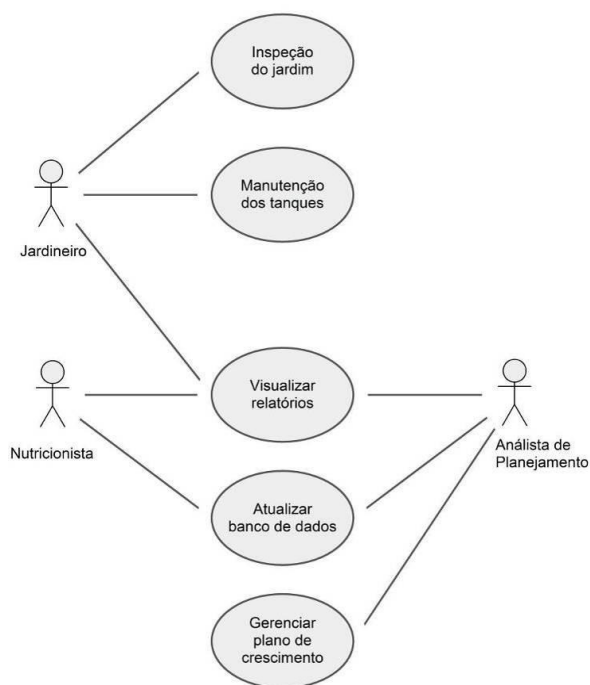 Inspeção
do jardim
Manutenção
dos tanques
Jardineiro
Visualizar
relatórios
Nutricionista
Análista de
Planejamento
Atualizar
banco de dados
Gerenciar
plano de
crescimento